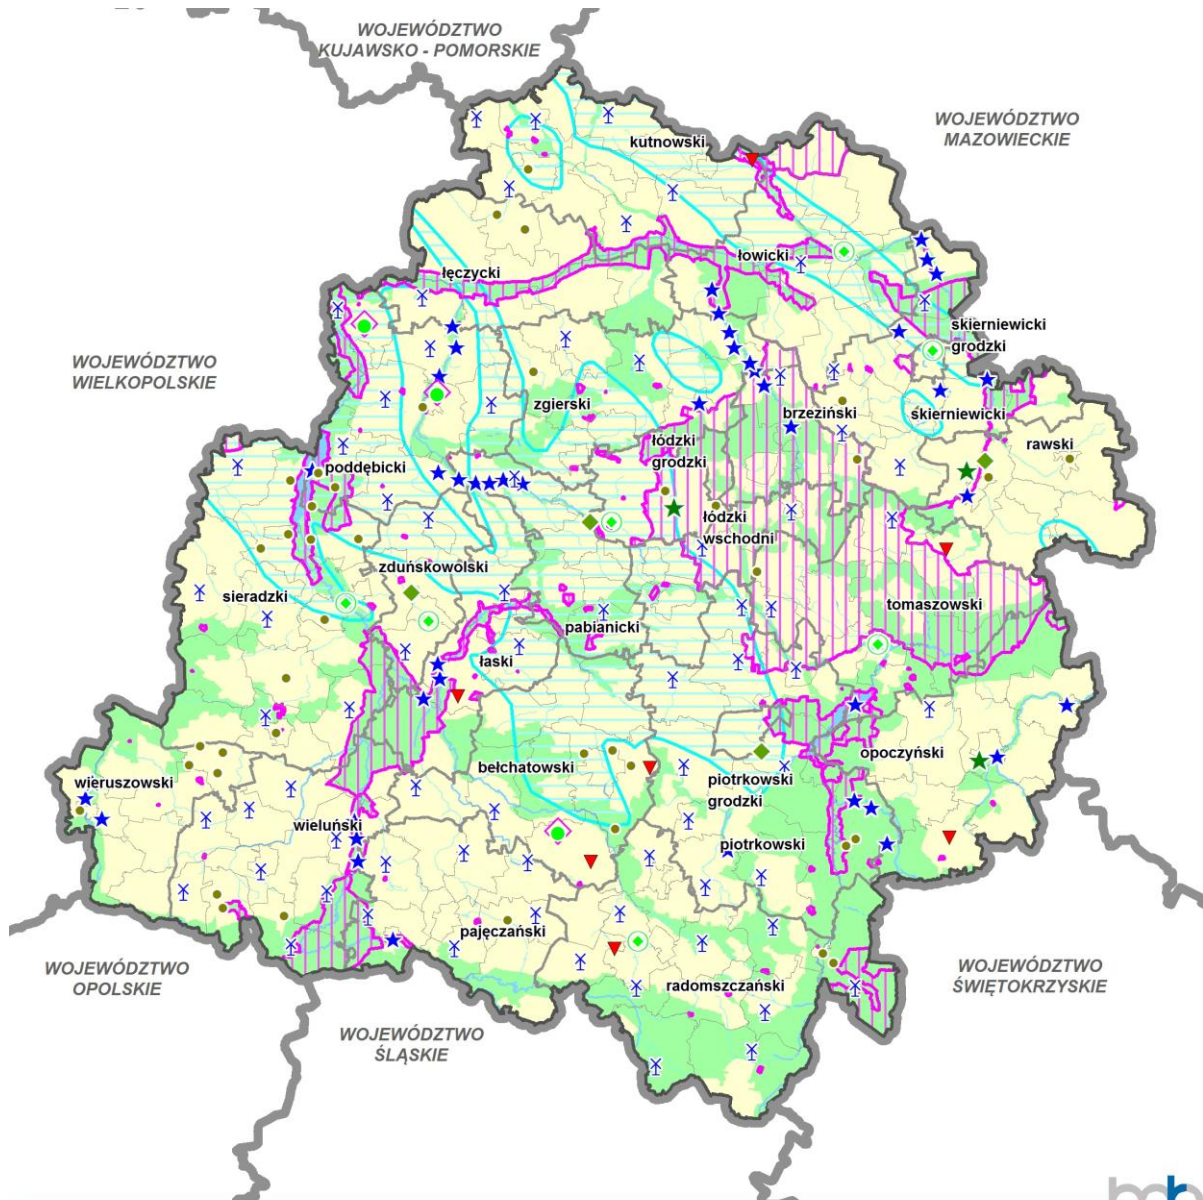 WOJEWÓDZTWO
KUJAWSKO - POMORSKIE
WOJEWÓDZTWO
MAZOWIECKIE
kutnowski
łowicki
łęczycki
skierniewicki
grodzki
WOJEWÓDZTWO
WIELKOPOLSKIE
zgierski
brzeziński
skierniewicki
rawski
łódzki
grodzki
poddębicki
łódzki
wschodni
zduńskowolski
sieradzki
tomaszowski
pabianicki
łaski
opoczyński
bełchatowski
piotrkowski
grodzki
wieruszowski
wieluński
piotrkowski
pajęczański
radomszczański
WOJEWÓDZTWO
OPOLSKIE
WOJEWÓDZTWO
ŚWIĘTOKRZYSKIE
WOJEWÓDZTWO
ŚLĄSKIE